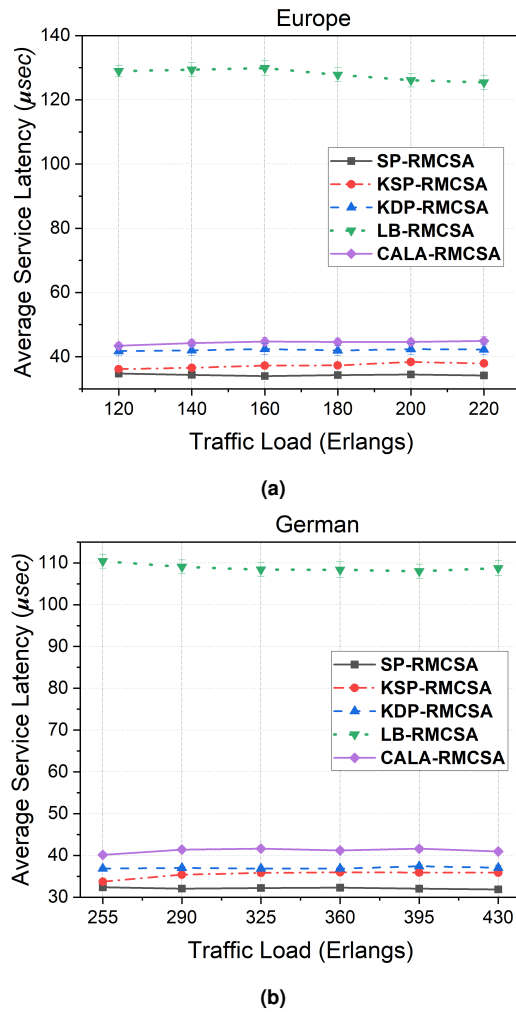 Europe
140
120
100
80
60
40
Average Service Latency (μsec)
SP-RMCSA
KSP-RMCSA
KDP-RMCSA
LB-RMCSA
CALA-RMCSA
120 140 160 180 200 220
Traffic Load (Erlangs)
(a)
German
110
100
90
80
70
60
50
40
30
Average Service Latency (μsec)
SP-RMCSA
KSP-RMCSA
KDP-RMCSA
LB-RMCSA
CALA-RMCSA
255 290 325 360 395 430
Traffic Load (Erlangs)
(b)